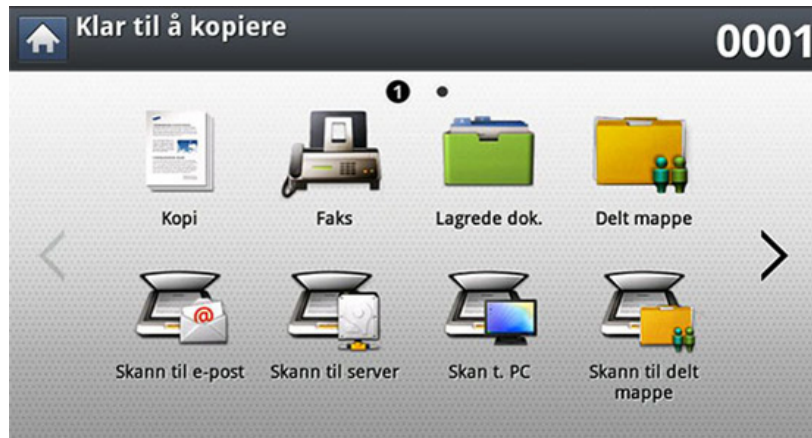 Klar til å kopiere
0001
1
Kopi
Faks
Lagrede dok.
Delt mappe
@
Skann til e-post
Skann til server
Skan t. PC
Skann til delt
mappe